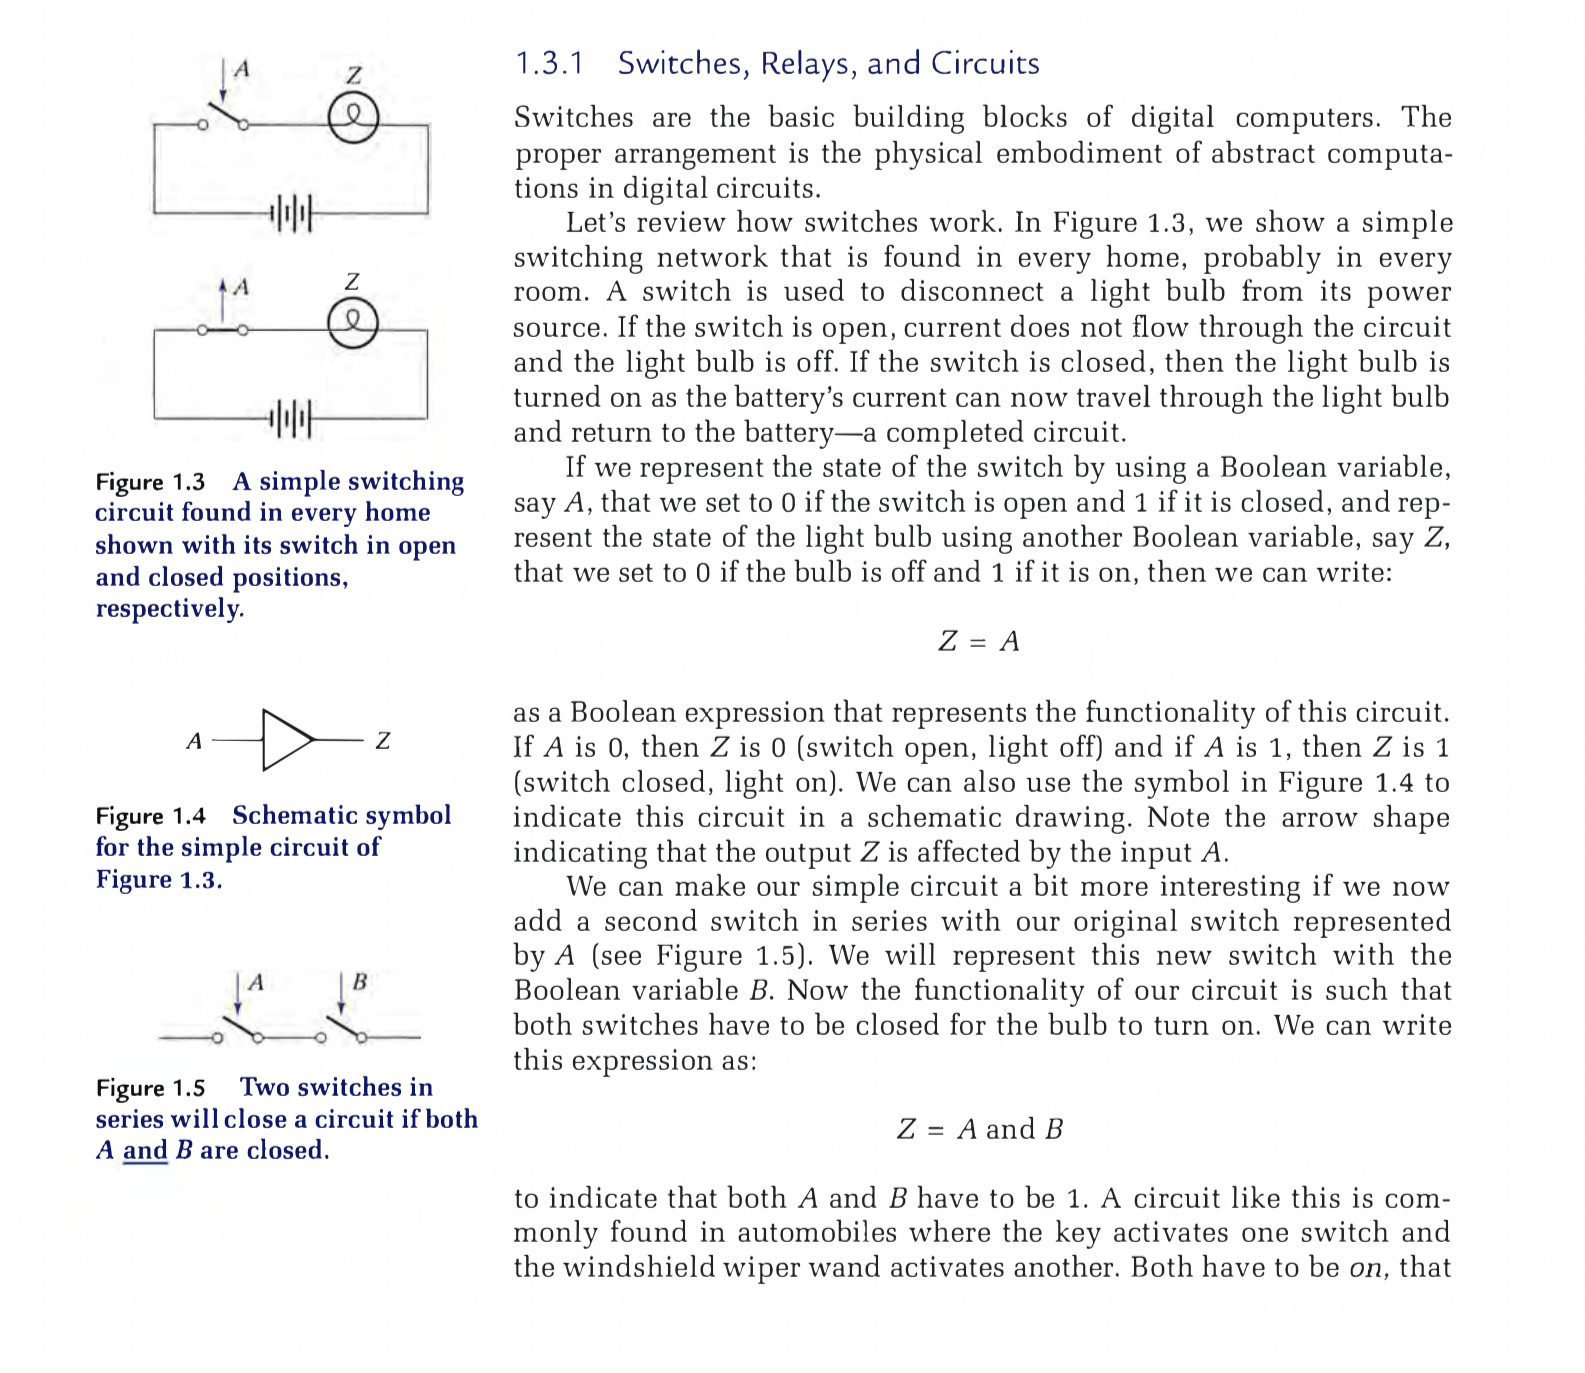 A
Z
A
Z
Figure 1.3 A simple switching
circuit found in every home
shown with its switch in open
and closed positions,
respectively.
A
Z
Figure 1.4 Schematic symbol
for the simple circuit of
Figure 1.3.
A
B
Figure 1.5 Two switches in
series will close a circuit if both
A and B are closed.
1.3.1 Switches, Relays, and Circuits
Switches are the basic building blocks of digital computers. The
proper arrangement is the physical embodiment of abstract computa-
tions in digital circuits.
Let's review how switches work. In Figure 1.3, we show a simple
switching network that is found in every home, probably in every
room. A switch is used to disconnect a light bulb from its power
source. If the switch is open, current does not flow through the circuit
and the light bulb is off. If the switch is closed, then the light bulb is
turned on as the battery's current can now travel through the light bulb
and return to the battery—a completed circuit.
If we represent the state of the switch by using a Boolean variable,
say A, that we set to 0 if the switch is open and 1 if it is closed, and rep-
resent the state of the light bulb using another Boolean variable, say Z,
that we set to 0 if the bulb is off and 1 if it is on, then we can write:
Z = A
as a Boolean expression that represents the functionality of this circuit.
If A is 0, then Z is 0 (switch open, light off) and if A is 1, then Z is 1
(switch closed, light on). We can also use the symbol in Figure 1.4 to
indicate this circuit in a schematic drawing. Note the arrow shape
indicating that the output Z is affected by the input A.
We can make our simple circuit a bit more interesting if we now
add a second switch in series with our original switch represented
by A (see Figure 1.5). We will represent this new switch with the
Boolean variable B. Now the functionality of our circuit is such that
both switches have to be closed for the bulb to turn on. We can write
this expression as:
Z = A and B
to indicate that both A and B have to be 1. A circuit like this is com-
monly found in automobiles where the key activates one switch and
the windshield wiper wand activates another. Both have to be on, that